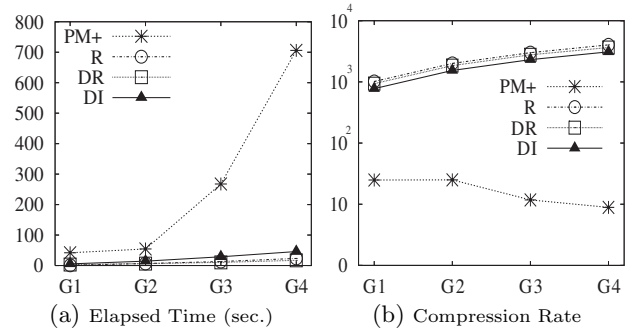 800
700
600
500
400
300
200
100
0
PM+
R
DR
DI
G1 G2 G3 G4
(a) Elapsed Time (sec.)
10^4
10^3
10^2
10
0
PM+
R
DR
DI
G1 G2 G3 G4
(b) Compression Rate